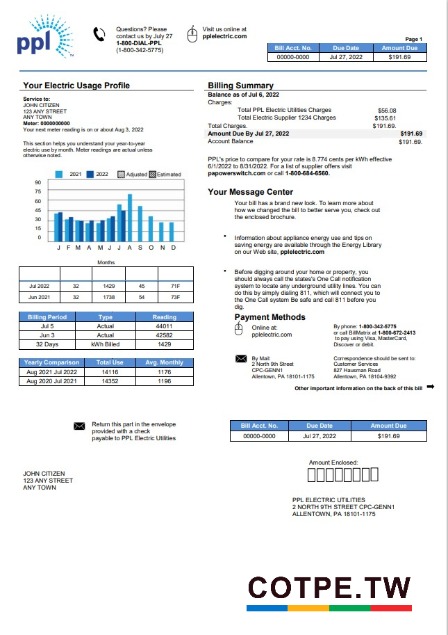 ppl
Questions? Please
contact us by July 27
1-800-DIAL-PPL
(1-800-342-5775)
Visit us online at
pplelectric.com
Page 1
Bill Acct. No. Due Date Amount Due
00000-0000 Jul 27, 2022 $191.69
Your Electric Usage Profile
Service to:
JOHN CITIZEN
123 ANY STREET
ANY TOWN
Meter: 0000000000
Your next meter reading is on or about Aug 3, 2022
This section helps you understand your year-to-year
electric use by month. Meter readings are actual unless
otherwise noted.
2021 2022 Adjusted Estimated
90
75
60
45
30
15
0
J F M A M J J A S O N D
Months
Jul 2022 32 1429 45 71F
Jun 2021 32 1738 54 73F
Billing Period Type Reading
Jul 5 Actual 44011
Jun 3 Actual 42582
32 Days kWh Billed 1429
Yearly Comparison Total Use Avg. Monthly
Aug 2021 Jul 2022 14116 1176
Aug 2020 Jul 2021 14352 1196
Billing Summary
Balance as of Jul 6, 2022
Charges:
Total PPL Electric Utilities Charges $56.08
Total Electric Supplier 1234 Charges $135.61
Total Charges. $191.69.
Amount Due By Jul 27, 2022 $191.69
Account Balance $191.69.
PPL's price to compare for your rate is 8.774 cents per kWh effective
6/1/2022 to 8/31/2022. For a list of supplier offers visit
papowerswitch.com or call 1-800-684-6560.
Your Message Center
Your bill has a brand new look. To learn more about
how we changed the bill to better serve you, check out
the enclosed brochure.
• Information about appliance energy use and tips on
saving energy are available through the Energy Library
on our Web site, pplelectric.com
• Before digging around your home or property, you
should always call the state's One Call notification
system to locate any underground utility lines. You can
do this by simply dialing 811, which will connect you to
the One Call system Be safe and call 811 before you
dig.
Payment Methods
Online at:
pplelectric.com
By phone: 1-800-342-5775
or call BillMatrix at 1-800-672-2413
to pay using Visa, MasterCard,
Discover or debit.
By Mail
2 North 9th Street
CPC-GENN1
Allentown, PA 18101-1175
Correspondence should be sent to:
Customer Services
827 Hausman Road
Allentown, PA 18104-9392
Other important information on the back of this bill
Return this part in the envelope
provided with a check
payable to PPL Electric Utilities
Bill Acct. No. Due Date Amount Due
00000-0000 Jul 27, 2022 $191.69
Amount Enclosed:
JOHN CITIZEN
123 ANY STREET
ANY TOWN
PPL ELECTRIC UTILITIES
2 NORTH 9TH STREET CPC-GENN1
ALLENTOWN, PA 18101-1175
COTPE.TW